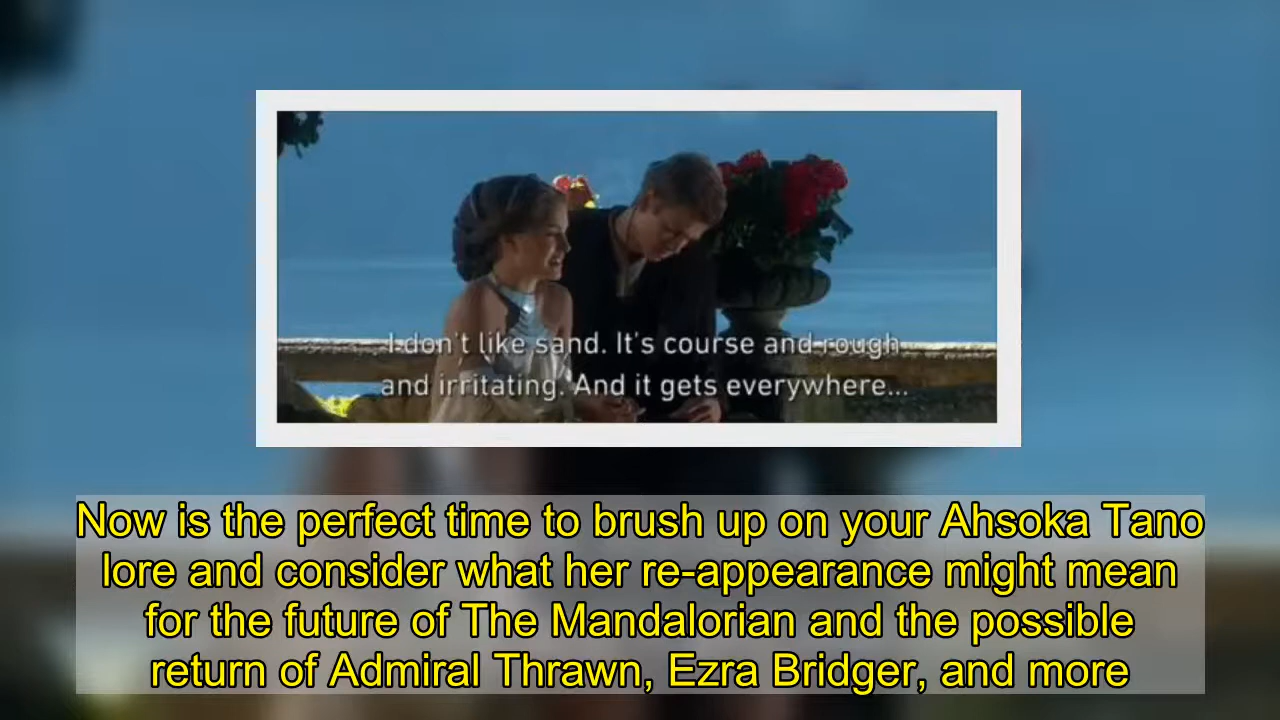 I don't like sand. It's course and rough
and irritating. And it gets everywhere...
Now is the perfect time to brush up on your Ahsoka Tano
lore and consider what her re-appearance might mean
for the future of The Mandalorian and the possible
return of Admiral Thrawn, Ezra Bridger, and more